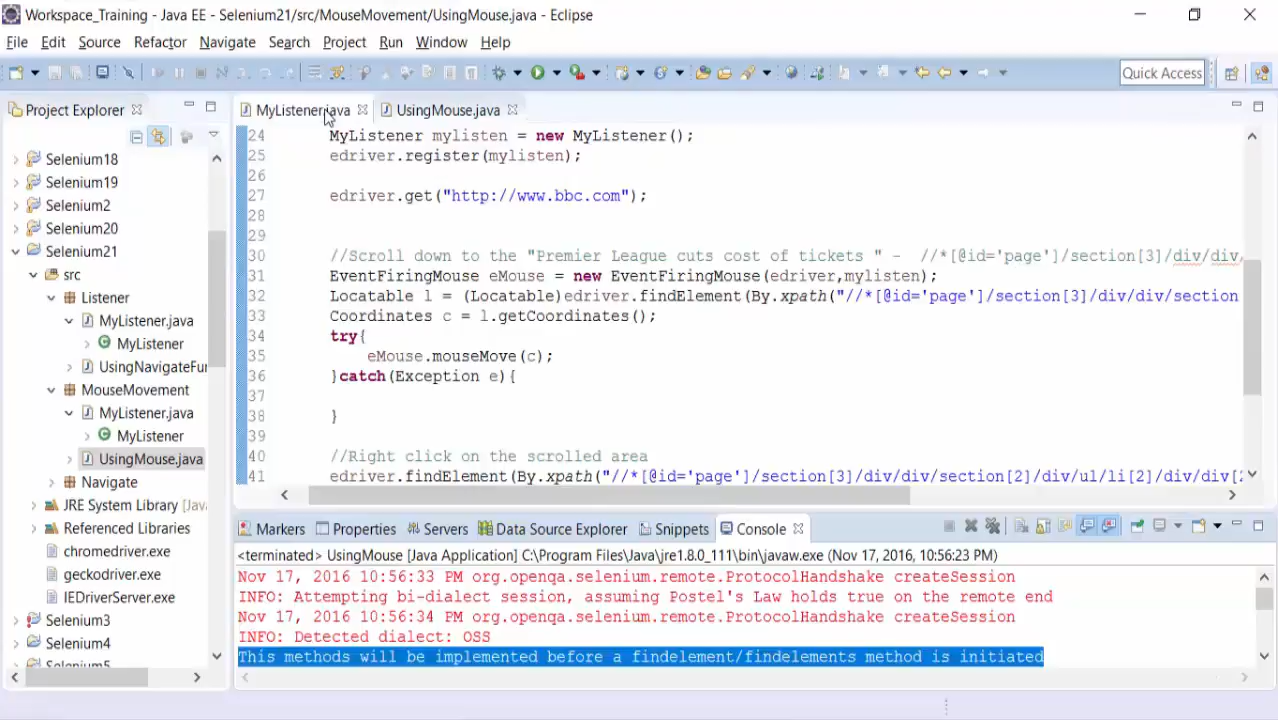 Workspace_Training - Java EE - Selenium21/src/MouseMovement/UsingMouse.java - Eclipse
File Edit Source Refactor Navigate Search Project Run Window Help
Quick Access
Project Explorer
Selenium18
Selenium19
Selenium2
Selenium20
Selenium21
src
Listener
MyListener.java
MyListener
UsingNavigateFu
MouseMovement
MyListener.java
MyListener
UsingMouse.java
Navigate
JRE System Library [Java
Referenced Libraries
chromedriver.exe
geckodriver.exe
IEDriverServer.exe
Selenium3
Selenium4
Selenium5
MyListener.java UsingMouse.java
24 MyListener mylisten = new MyListener();
25 edriver.register(mylisten);
26
27 edriver.get("http://www.bbc.com");
28
29
30 //Scroll down to the "Premier League cuts cost of tickets " - //*[@id='page']/section[3]/div/div,
31 EventFiringMouse eMouse = new EventFiringMouse(edriver,mylisten);
32 Locatable l = (Locatable)edriver.findElement(By.xpath("//*[@id='page']/section[3]/div/div/section
33 Coordinates c = l.getCoordinates();
34 try{
35 eMouse.mouseMove(c);
36 }catch(Exception e){
37
38 }
39
40 //Right click on the scrolled area
41 edriver.findElement(By.xpath("//*[@id='page']/section[3]/div/div/section[2]/div/ul/li[2]/div/div[2
Markers Properties Servers Data Source Explorer Snippets Console
<terminated> UsingMouse [Java Application] C:\Program Files\Java\jre1.8.0_111\bin\javaw.exe (Nov 17, 2016, 10:56:23 PM)
Nov 17, 2016 10:56:33 PM org.openqa.selenium.remote.ProtocolHandshake createSession
INFO: Attempting bi-dialect session, assuming Postel's Law holds true on the remote end
Nov 17, 2016 10:56:34 PM org.openqa.selenium.remote.ProtocolHandshake createSession
INFO: Detected dialect: OSS
This methods will be implemented before a findelement/findelements method is initiated